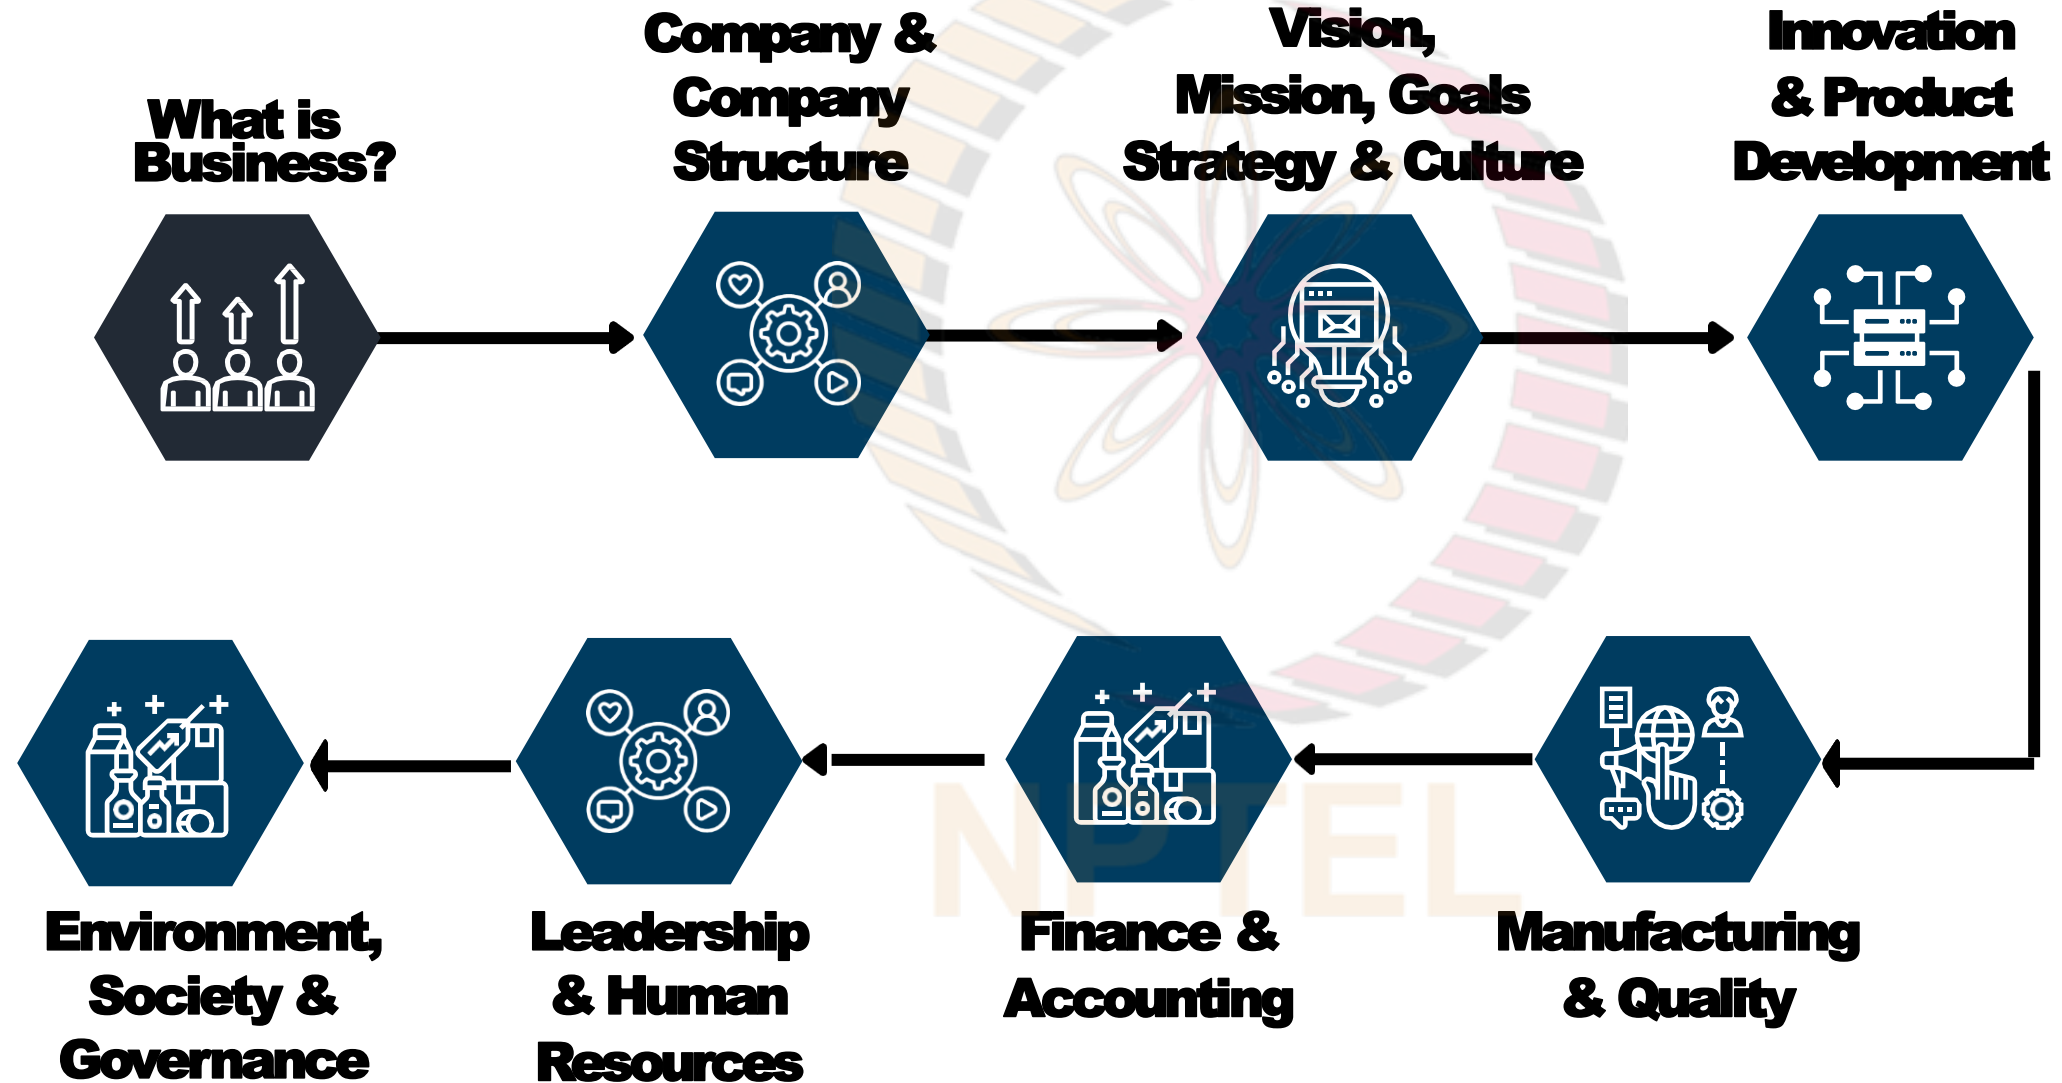 What is
Business?
Company &
Company
Structure
Vision,
Mission, Goals
Strategy & Culture
Innovation
& Product
Development
Manufacturing
& Quality
Finance &
Accounting
Leadership
& Human
Resources
Environment,
Society &
Governance
NPTEL